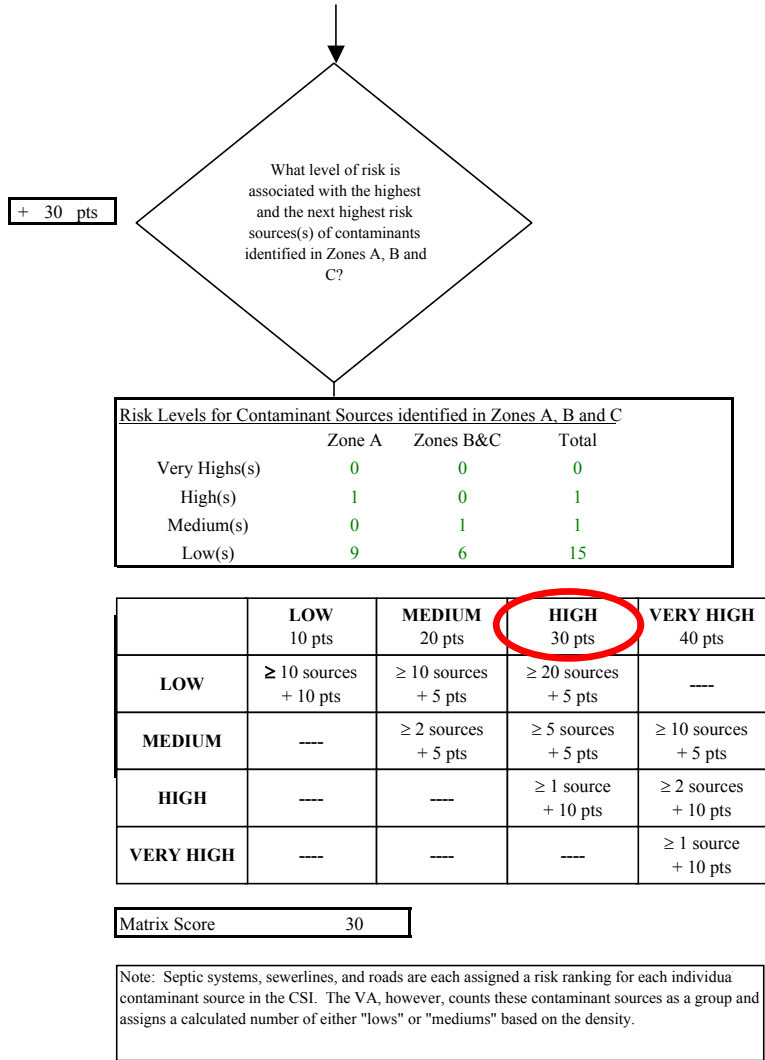 What level of risk is
associated with the highest
and the next highest risk
sources(s) of contaminants
identified in Zones A, B and
C?
+ 30 pts
Risk Levels for Contaminant Sources identified in Zones A, B and C
Zone A Zones B&C Total
Very Highs(s) 0 0 0
High(s) 1 0 1
Medium(s) 0 1 1
Low(s) 9 6 15
LOW MEDIUM HIGH VERY HIGH
10 pts 20 pts 30 pts 40 pts
LOW ≥ 10 sources ≥ 10 sources ≥ 20 sources ----
+ 10 pts + 5 pts + 5 pts
MEDIUM ---- ≥ 2 sources ≥ 5 sources ≥ 10 sources
+ 5 pts + 5 pts + 5 pts
HIGH ---- ---- ≥ 1 source ≥ 2 sources
+ 10 pts + 10 pts
VERY HIGH ---- ---- ---- ≥ 1 source
+ 10 pts
Matrix Score 30
Note: Septic systems, sewerlines, and roads are each assigned a risk ranking for each individua
contaminant source in the CSI. The VA, however, counts these contaminant sources as a group and
assigns a calculated number of either "lows" or "mediums" based on the density.